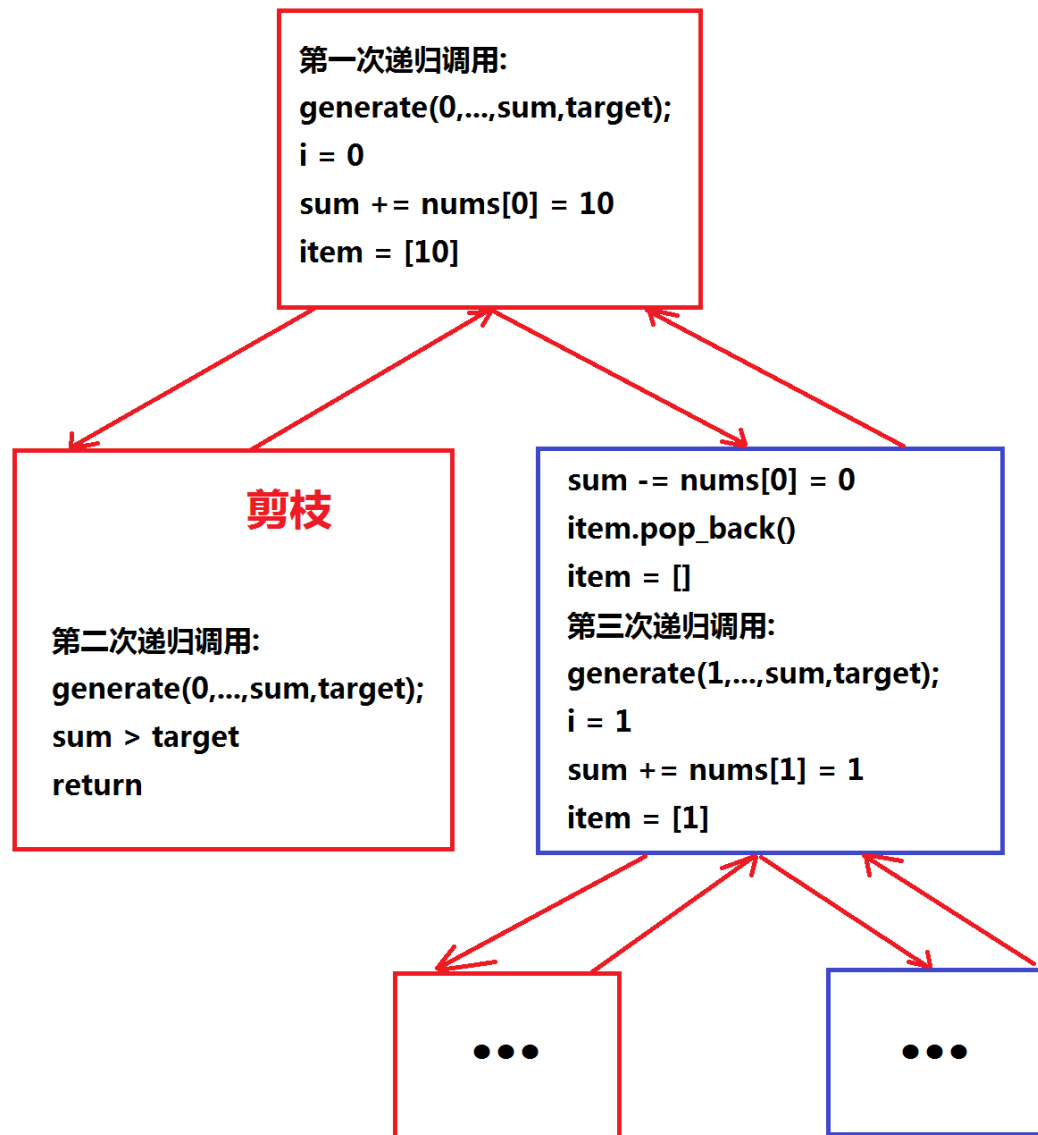 第一次递归调用:
generate(0,...,sum,target);
i = 0
sum += nums[0] = 10
item = [10]
剪枝
第二次递归调用:
generate(0,...,sum,target);
sum > target
return
sum -= nums[0] = 0
item.pop_back()
item = []
第三次递归调用:
generate(1,...,sum,target);
i = 1
sum += nums[1] = 1
item = [1]
•••
•••